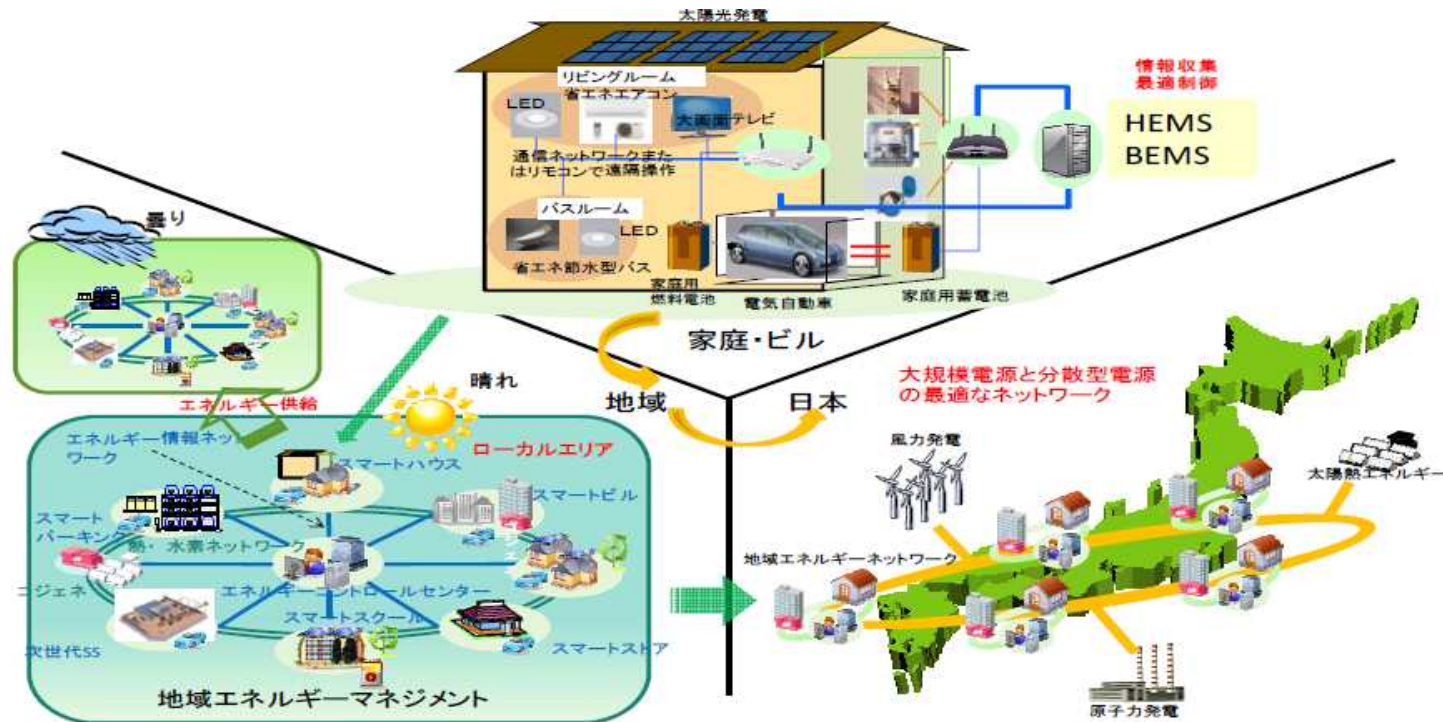 太陽光発電
リビングルーム
省エネエアコン
LED
大画面テレビ
通信ネットワークまた
はリモコンで遠隔操作
バスルーム
LED
省エネ節水型バス
家庭用
燃料電池
電気自動車
家庭用蓄電池
情報収集
最適制御
HEMS
BEMS
家庭・ビル
地域
日本
曇り
晴れ
エネルギー供給
エネルギー情報ネット
ワーク
ローカルエリア
スマートハウス
スマートビル
スマート
パーキング
熱・水素ネットワーク
コジェネ
エネルギーコントロールセンター
スマートスクール
次世代SS
スマートストア
地域エネルギーマネジメント
大規模電源と分散型電源
の最適なネットワーク
風力発電
太陽熱エネルギー
地域エネルギーネットワーク
原子力発電